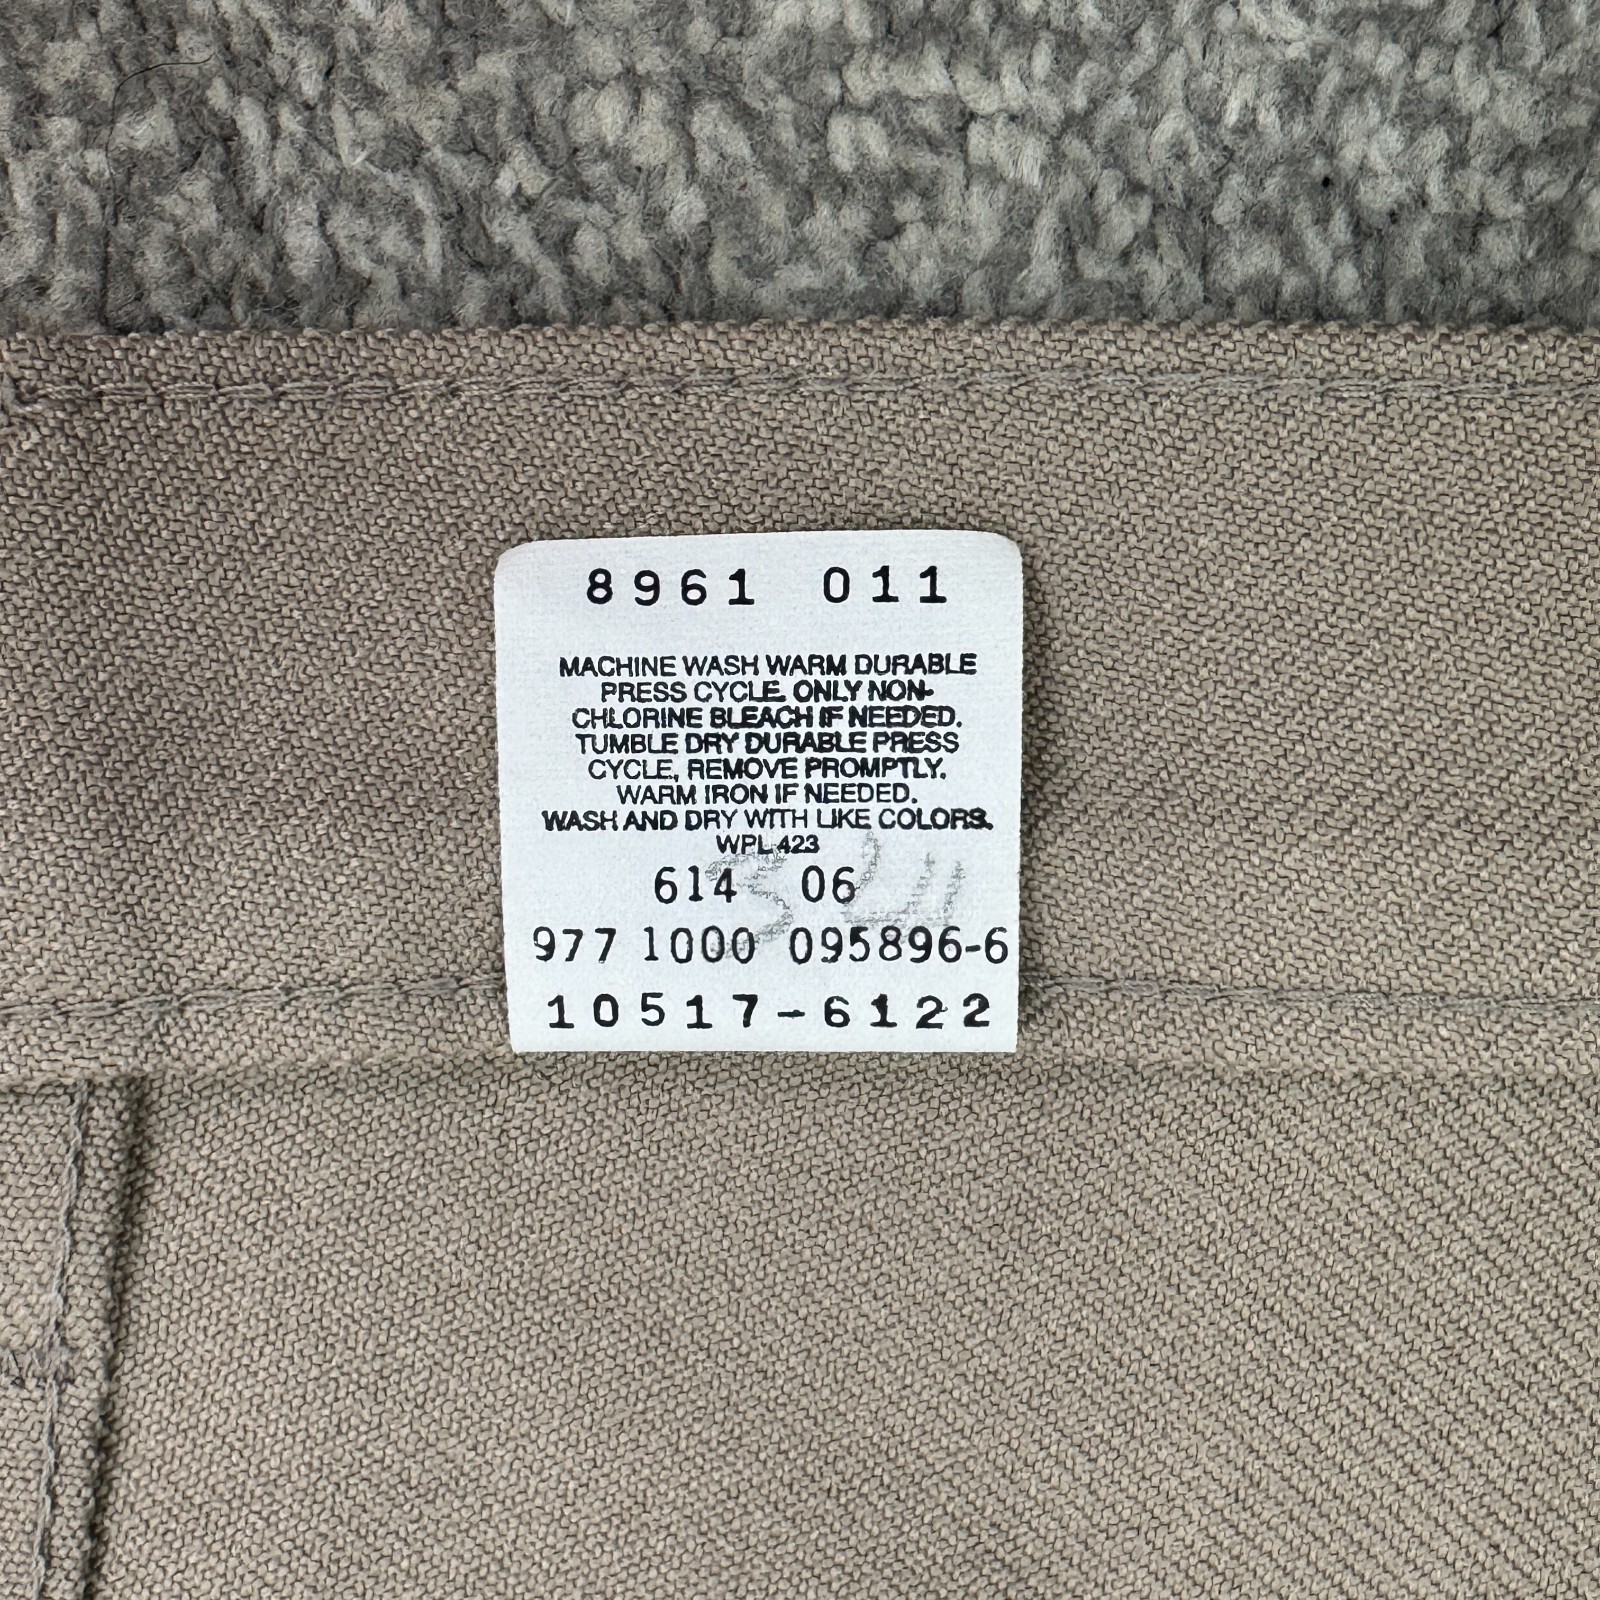 8961 011
MACHINE WASH WARM DURABLE
PRESS CYCLE. ONLY NON-
CHLORINE BLEACH IF NEEDED.
TUMBLE DRY DURABLE PRESS
CYCLE, REMOVE PROMPTLY.
WARM IRON IF NEEDED.
WASH AND DRY WITH LIKE COLORS.
WPL 423
614 06
977 1000 095896-6
10517-6122